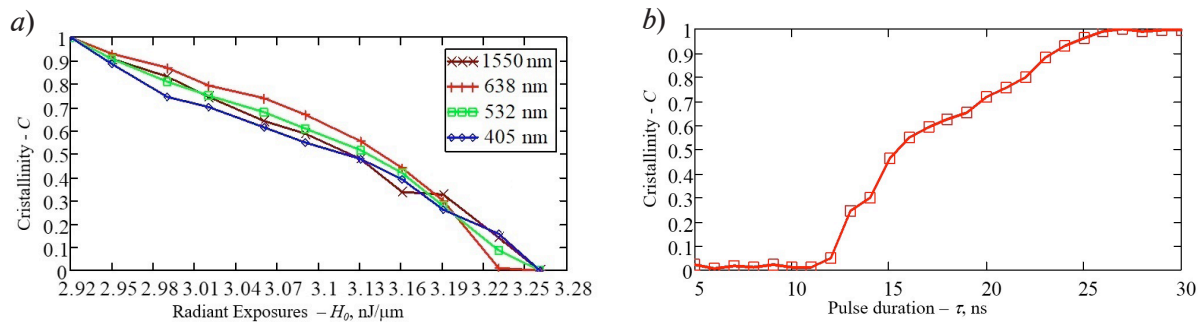 a)
1
0.9
0.8
0.7
0.6
0.5
0.4
0.3
0.2
0.1
0
Cristallinity - C
1550 nm
638 nm
532 nm
405 nm
2.92 2.95 2.98 3.01 3.04 3.07 3.1 3.13 3.16 3.19 3.22 3.25 3.28
Radiant Exposures – H₀, nJ/μm
b)
1
0.9
0.8
0.7
0.6
0.5
0.4
0.3
0.2
0.1
0
Cristallinity - C
5 10 15 20 25 30
Pulse duration – τ, ns